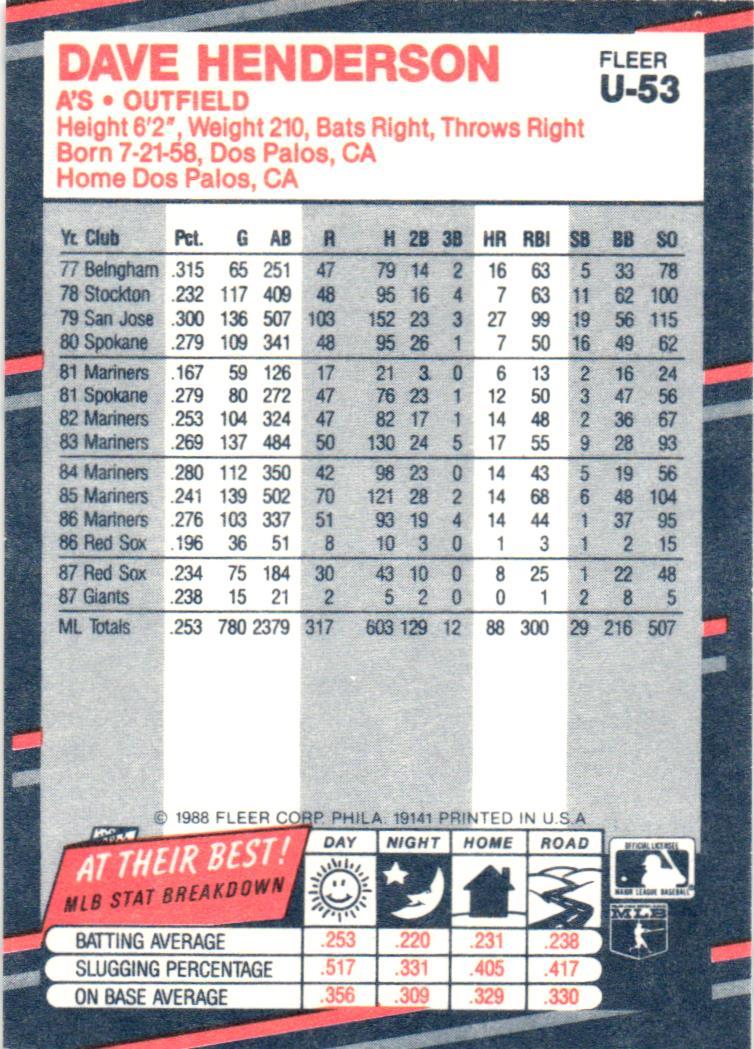 DAVE HENDERSON
FLEER
U-53
A'S • OUTFIELD
Height 6'2", Weight 210, Bats Right, Throws Right
Born 7-21-58, Dos Palos, CA
Home Dos Palos, CA
Yr. Club Pct. G AB R H 2B 3B HR RBI SB BB SO
77 Belngham .315 65 251 47 79 14 2 16 63 5 33 78
78 Stockton .232 117 409 48 95 16 4 7 63 11 62 100
79 San Jose .300 136 507 103 152 23 3 27 99 19 56 115
80 Spokane .279 109 341 48 95 26 1 7 50 16 49 62
81 Mariners .167 59 126 17 21 3 0 6 13 2 16 24
81 Spokane .279 80 272 47 76 23 1 12 50 3 47 56
82 Mariners .253 104 324 47 82 17 1 14 48 2 36 67
83 Mariners .269 137 484 50 130 24 5 17 55 9 28 93
84 Mariners .280 112 350 42 98 23 0 14 43 5 19 56
85 Mariners .241 139 502 70 121 28 2 14 68 6 48 104
86 Mariners .276 103 337 51 93 19 4 14 44 1 37 95
86 Red Sox .196 36 51 8 10 3 0 1 3 1 2 15
87 Red Sox .234 75 184 30 43 10 0 8 25 1 22 48
87 Giants .238 15 21 2 5 2 0 0 1 2 8 5
ML Totals .253 780 2379 317 603 129 12 88 300 29 216 507
© 1988 FLEER CORP. PHILA. 19141 PRINTED IN U.S.A
AT THEIR BEST!
MLB STAT BREAKDOWN
DAY NIGHT HOME ROAD
BATTING AVERAGE .253 .220 .231 .238
SLUGGING PERCENTAGE .517 .331 .405 .417
ON BASE AVERAGE .356 .309 .329 .330
OFFICIAL LICENSEE
MAJOR LEAGUE BASEBALL
MLB